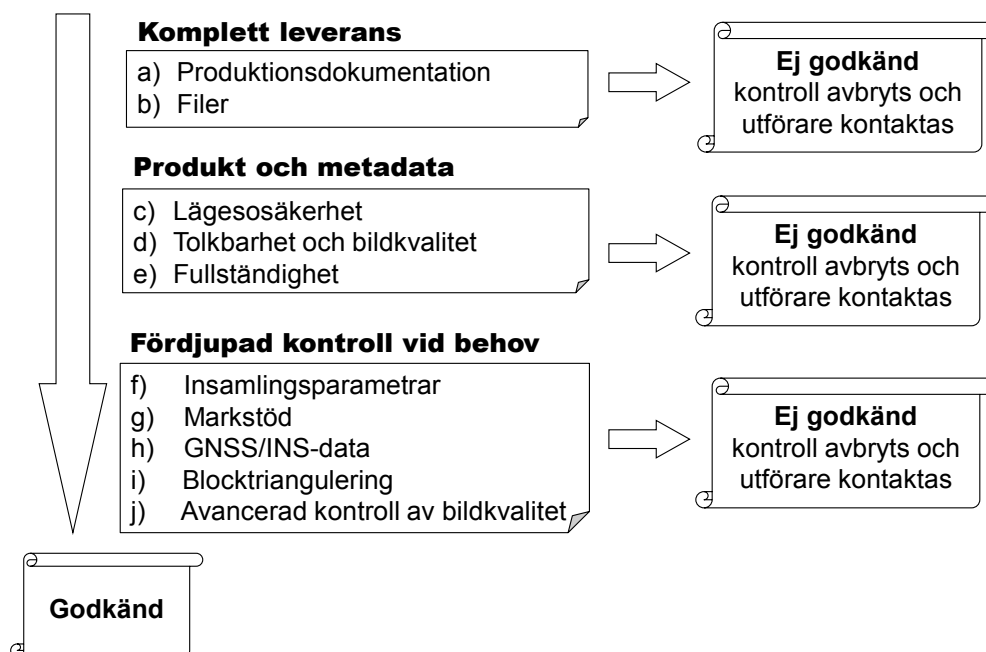 Komplett leverans
a) Produktionsdokumentation
b) Filer
Ej godkänd
kontroll avbryts och
utförare kontaktas
Produkt och metadata
c) Lägesosäkerhet
d) Tolkbarhet och bildkvalitet
e) Fullständighet
Ej godkänd
kontroll avbryts och
utförare kontaktas
Fördjupad kontroll vid behov
f) Insamlingsparametrar
g) Markstöd
h) GNSS/INS-data
i) Blocktriangulering
j) Avancerad kontroll av bildkvalitet
Ej godkänd
kontroll avbryts och
utförare kontaktas
Godkänd